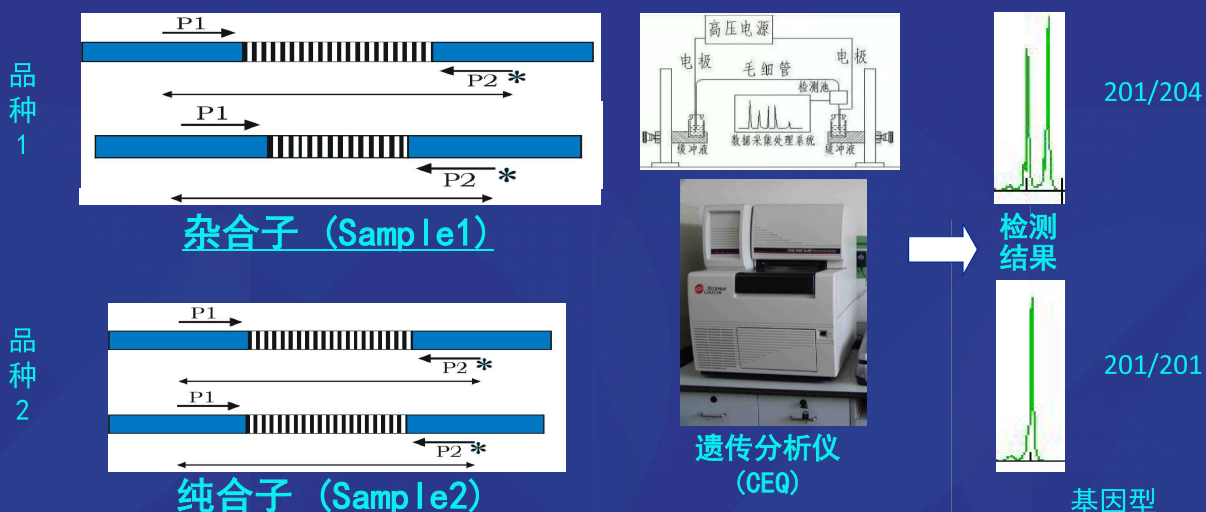 品
种
1
P1
P2 *
P1
P2 *
杂合子 (Sample1)
高压电源
电极
电极
毛细管
检测池
数据采集处理系统
缓冲液
缓冲液
201/204
检测
结果
品
种
2
P1
P2 *
P1
P2 *
纯合子 (Sample2)
BECKMAN
COULTER
遗传分析仪
(CEQ)
201/201
基因型